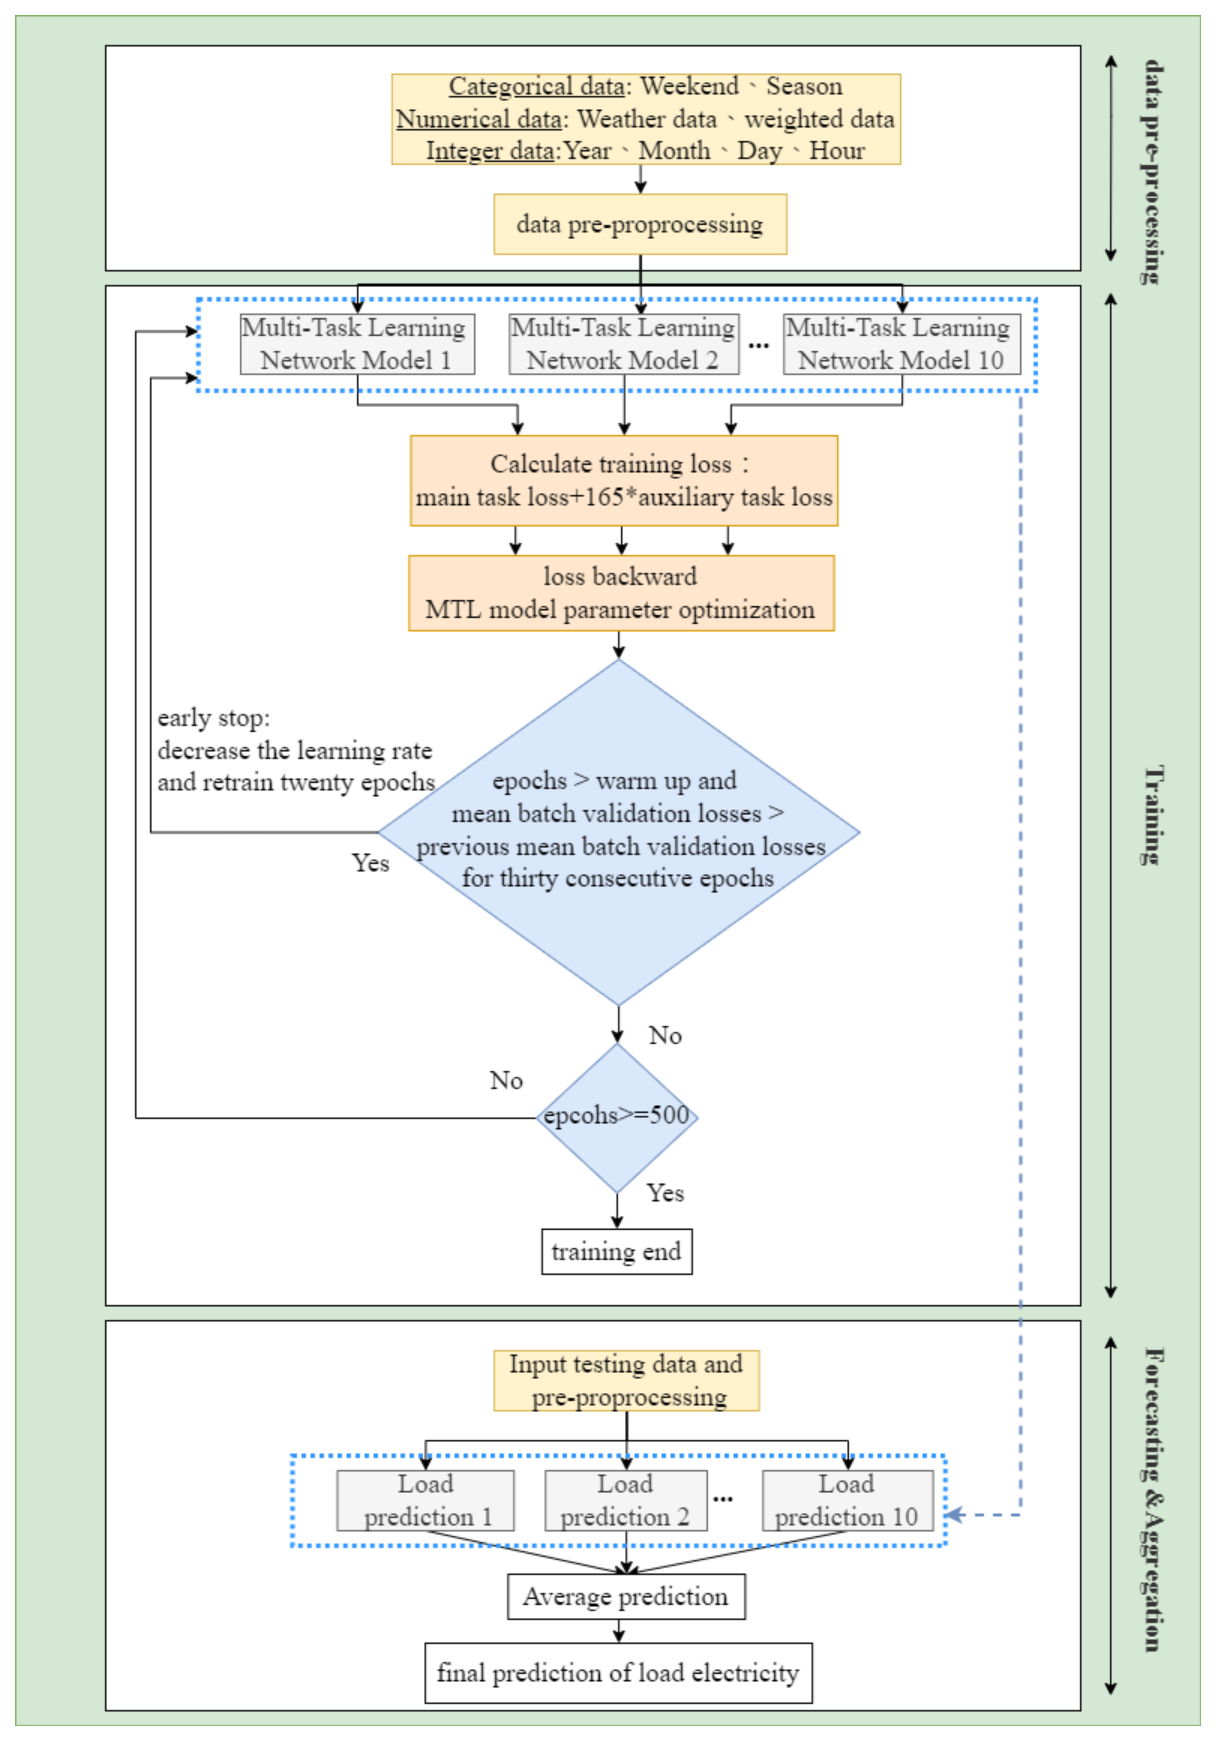 Categorical data: Weekend、Season
Numerical data: Weather data、weighted data
Integer data:Year、Month、Day、Hour
data pre-proprocessing
data pre-processing
Multi-Task Learning
Network Model 1
Multi-Task Learning
Network Model 2
...
Multi-Task Learning
Network Model 10
Calculate training loss：
main task loss+165*auxiliary task loss
loss backward
MTL model parameter optimization
early stop:
decrease the learning rate
and retrain twenty epochs
epochs > warm up and
mean batch validation losses >
previous mean batch validation losses
for thirty consecutive epochs
Yes
No
No
epcohs>=500
Yes
training end
Training
Input testing data and
pre-proprocessing
Load
prediction 1
Load
prediction 2
...
Load
prediction 10
Average prediction
final prediction of load electricity
Forecasting &Aggregation